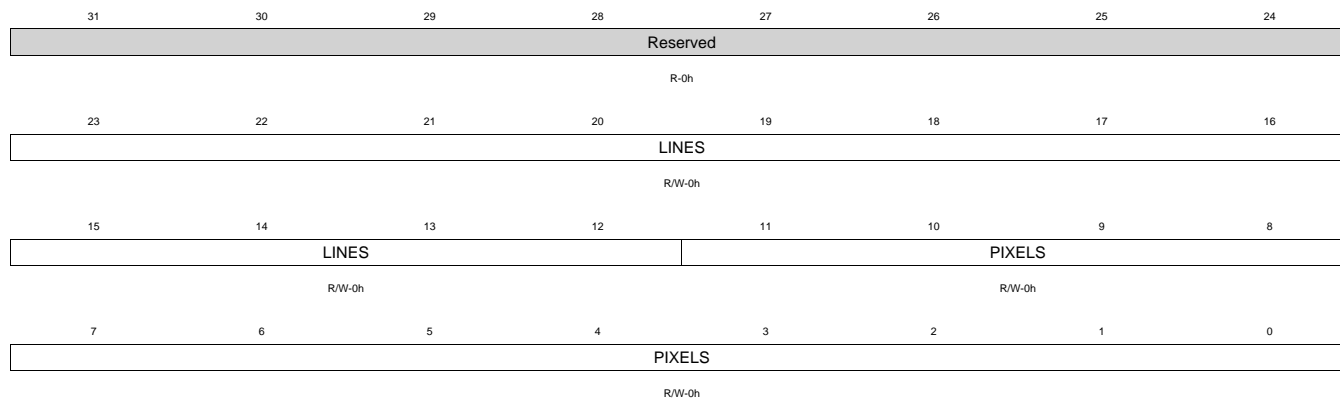 31 30 29 28 27 26 25 24
Reserved
R-0h
23 22 21 20 19 18 17 16
LINES
R/W-0h
15 14 13 12 11 10 9 8
LINES PIXELS
R/W-0h R/W-0h
7 6 5 4 3 2 1 0
PIXELS
R/W-0h